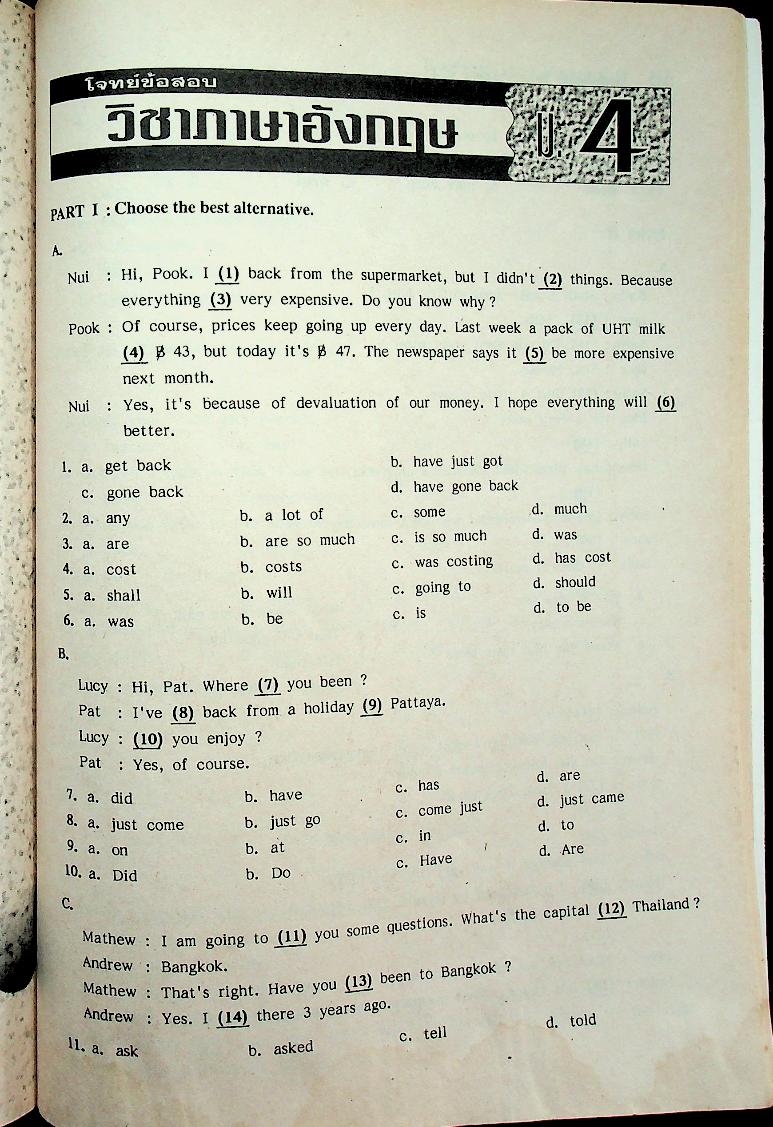 โจทย์ข้อสอบ
วิชาภาษาอังกฤษ ป. 4
PART I : Choose the best alternative.
A.
Nui : Hi, Pook. I (1) back from the supermarket, but I didn't (2) things. Because
everything (3) very expensive. Do you know why ?
Pook : Of course, prices keep going up every day. Last week a pack of UHT milk
(4) ฿ 43, but today it's ฿ 47. The newspaper says it (5) be more expensive
next month.
Nui : Yes, it's because of devaluation of our money. I hope everything will (6)
better.
1. a. get back b. have just got
c. gone back d. have gone back
2. a. any b. a lot of c. some d. much
3. a. are b. are so much c. is so much d. was
4. a. cost b. costs c. was costing d. has cost
5. a. shall b. will c. going to d. should
6. a. was b. be c. is d. to be
B.
Lucy : Hi, Pat. Where (7) you been ?
Pat : I've (8) back from a holiday (9) Pattaya.
Lucy : (10) you enjoy ?
Pat : Yes, of course.
7. a. did b. have c. has d. are
8. a. just come b. just go c. come just d. just came
9. a. on b. at c. in d. to
10. a. Did b. Do c. Have d. Are
C.
Mathew : I am going to (11) you some questions. What's the capital (12) Thailand ?
Andrew : Bangkok.
Mathew : That's right. Have you (13) been to Bangkok ?
Andrew : Yes. I (14) there 3 years ago.
11. a. ask b. asked c. tell d. told